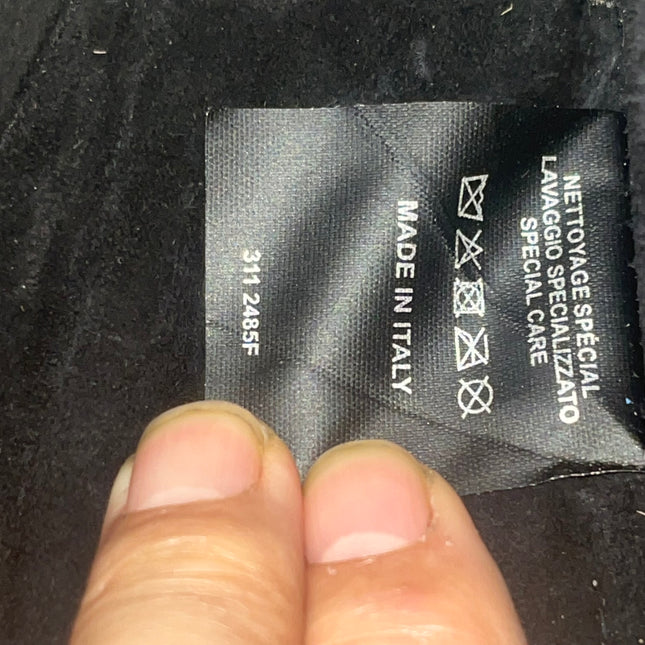 NETTOYAGE SPÉCIAL
LAVAGGIO SPECIALIZZATO
SPECIAL CARE
MADE IN ITALY
311 2485F